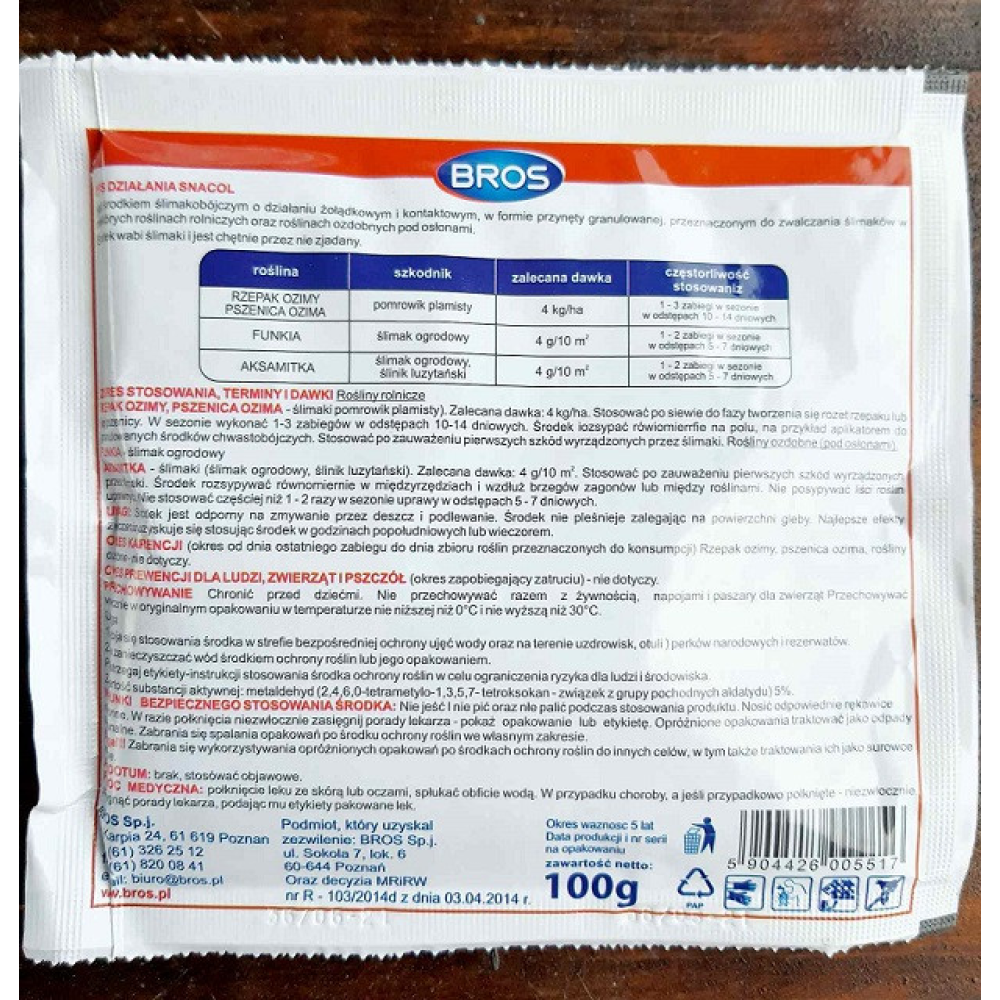 BROS
DZIAŁANIA SNACOL
środkiem ślimakobójczym o działaniu żołądkowym i kontaktowym, w formie przynęty granulowanej, przeznaczonym do zwalczania ślimaków w
roślinach rolniczych oraz roślinach ozdobnych pod osłonami.
wabi ślimaki i jest chętnie przez nie zjadany.
roślina szkodnik zalecana dawka częstorliwość stosowaniz
RZEPAK OZIMY PSZENICA OZIMA pomrowik plamisty 4 kg/ha 1 - 3 zabiegi w sezonie w odstępach 10 - 14 dniowych
FUNKIA ślimak ogrodowy 4 g/10 m² 1 - 2 zabiegi w sezonie w odstępach 5 - 7 dniowych
AKSAMITKA ślimak ogrodowy, ślinik luzytański 4 g/10 m² 1 - 2 zabiegi w sezonie w odstępach 5 - 7 dniowych
STOSOWANIA, TERMINY I DAWKI Rośliny rolnicze
OZIMY, PSZENICA OZIMA - ślimaki pomrowik plamisty). Zalecana dawka: 4 kg/ha. Stosować po siewie do fazy tworzenia się rozet rzepaku lub
W sezonie wykonać 1-3 zabiegów w odstępach 10-14 dniowych. Środek iozsypać rówiomierrfie na polu, na przykład aplikatorem do
środków chwastobójczych. Stosować po zauważeniu pierwszych szkód wyrządzonych przez ślimaki. Rośliny ozdobne (pod osłonami)
- ślimak ogrodowy
- ślimaki (ślimak ogrodowy, ślinik luzytański). Zalecana dawka: 4 g/10 m². Stosować po zauważeniu pierwszych szkód wyrządzonych
Środek rozsypywać równomiernie w międzyrzędziach i wzdłuż brzegów zagonów lub między roślinami. Nie posypywać liści roślin
Nie stosować częściej niż 1 - 2 razy w sezonie uprawy w odstępach 5 - 7 dniowych.
jest odporny na zmywanie przez deszcz i podlewanie. Środek nie pleśnieje zalegając na powierzchni gleby. Najlepsze efekty
uzyskuje się stosując środek w godzinach popołudniowych lub wieczorem.
KARENCJI (okres od dnia ostatniego zabiegu do dnia zbioru roślin przeznaczonych do konsumpcji) Rzepak ozimy, pszenica ozima, rośliny
nie dotyczy.
PREWENCJI DLA LUDZI, ZWIERZĄT I PSZCZÓŁ (okres zapobiegający zatruciu) - nie dotyczy.
Chronić przed dziećmi. Nie przechowywać razem z żywnością, napojami i paszary dla zwierząt Przechowywać
w oryginalnym opakowaniu w temperaturze nie niższej niż 0°C i nie wyższą niż 30°C.
się stosowania środka w strefie bezpośredniej ochrony ujęć wody oraz na terenie uzdrowisk, otuli ) perków narodowych i rezerwatów.
wód środkiem ochrony roślin lub jego opakowaniem.
etykiety-instrukcji stosowania środka ochrony roślin w celu ograniczenia ryzyka dla ludzi i środowiska.
substancji aktywnej: metaldehyd (2,4,6,0-tetrametylo-1,3,5,7- tetroksokan - związek z grupy pochodnych aldatydu) 5%.
BEZPIECZNEGO STOSOWANIA ŚRODKA: Nie jeść l nie pić oraz nie palić podczas stosowania produktu. Nosić odpowiednie rękawice
W razie połknięcia niezwłocznie zasięgnij porady lekarza - pokaż opakowanie lub etykietę. Opróżnione opakowania traktować jako odpady
Zabrania się spalania opakowań po środku ochrony roślin we własnym zakresie.
Zabrania się wykorzystywania opróżnionych opakowań po środkach ochrony roślin do innych celów, w tym także traktowania ich jako surowce
brak, stosować objawowe.
MEDYCZNA: połknięcie leku ze skórą lub oczami, spłukać obficie wodą. W przypadku choroby, a jeśli przypadkowo połknięte - niezwłocznie
porady lekarza, podając mu etykiety pakowane lek.
Sp.j.
Karpia 24, 61 619 Poznan
(61) 326 25 12
(61) 820 08 41
biuro@bros.pl
www.bros.pl
Podmiot, który uzyskal
zezwilenie: BROS Sp.j.
ul. Sokola 7, lok. 6
60-644 Poznań
Oraz decyzia MRiRW
nr R - 103/2014d z dnia 03.04.2014 r.
Okres waznosc 5 lat
Data produkcji i nr serii
na opakowaniu
zawartość netto:
100g
5 904426 005517
PAP